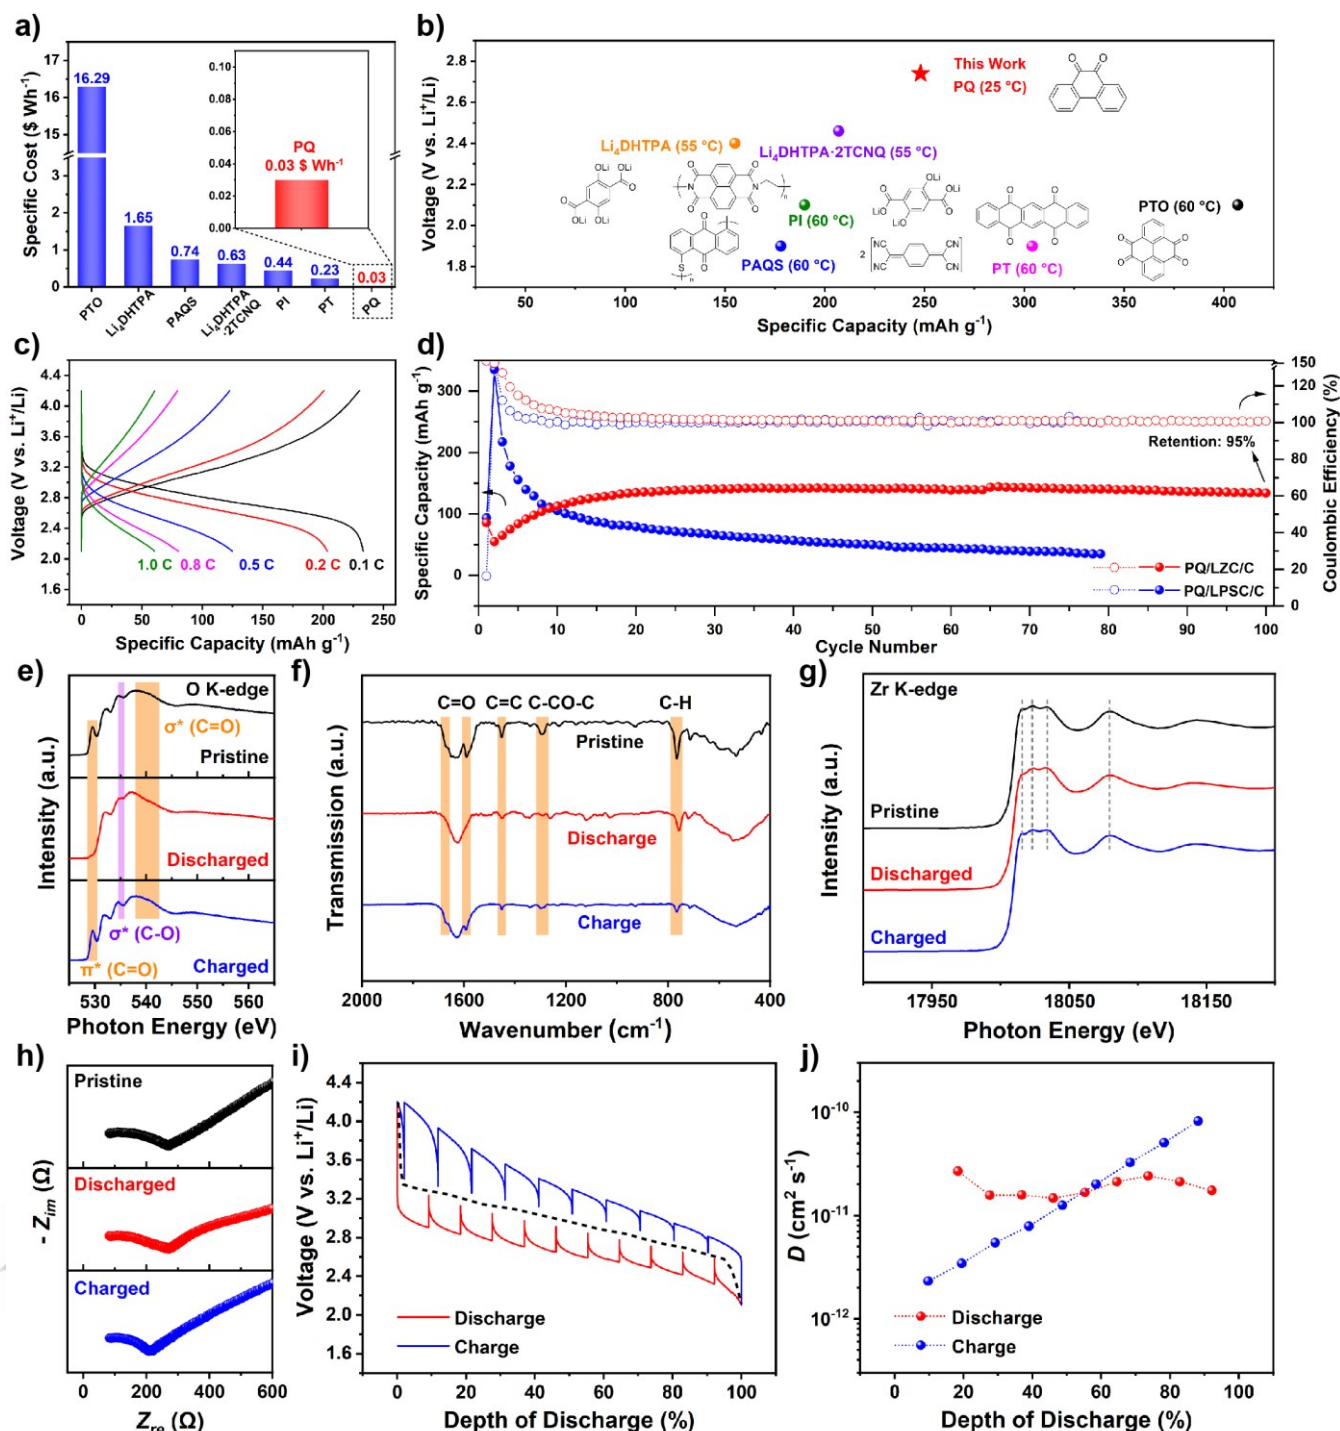 a)
Specific Cost ($ Wh⁻¹)
17
16
15
3
2
1
0
16.29
1.65
0.74
0.63
0.44
0.23
0.03
PTO
Li₄DHTPA
PAQS
Li₄DHTPA
·2TCNQ
PI
PT
PQ
0.10
0.08
0.06
0.04
0.02
0.00
PQ
0.03 $ Wh⁻¹
b)
Voltage (V vs. Li⁺/Li)
2.8
2.6
2.4
2.2
2.0
1.8
This Work
PQ (25 °C)
Li₄DHTPA (55 °C)
Li₄DHTPA·2TCNQ (55 °C)
PI (60 °C)
PAQS (60 °C)
PT (60 °C)
PTO (60 °C)
50 100 150 200 250 300 350 400
Specific Capacity (mAh g⁻¹)
c)
Voltage (V vs. Li⁺/Li)
4.4
4.0
3.6
3.2
2.8
2.4
2.0
1.6
1.0 C 0.8 C 0.5 C 0.2 C 0.1 C
0 50 100 150 200 250
Specific Capacity (mAh g⁻¹)
d)
Specific Capacity (mAh g⁻¹)
300
250
200
150
100
50
0
Retention: 95%
PQ/LZC/C
PQ/LPSC/C
150
120
100
80
60
40
20
0
Coulombic Efficiency (%)
0 10 20 30 40 50 60 70 80 90 100
Cycle Number
e)
Intensity (a.u.)
O K-edge
σ* (C=O)
Pristine
Discharged
σ* (C-O)
π* (C=O)
Charged
530 540 550 560
Photon Energy (eV)
f)
Transmission (a.u.)
C=O C=C C-CO-C C-H
Pristine
Discharge
Charge
2000 1600 1200 800 400
Wavenumber (cm⁻¹)
g)
Intensity (a.u.)
Zr K-edge
Pristine
Discharged
Charged
17950 18050 18150
Photon Energy (eV)
h)
- Zim (Ω)
Pristine
Discharged
Charged
0 200 400 600
Zre (Ω)
i)
Voltage (V vs. Li⁺/Li)
4.4
4.0
3.6
3.2
2.8
2.4
2.0
1.6
Discharge
Charge
0 20 40 60 80 100
Depth of Discharge (%)
j)
D (cm² s⁻¹)
10⁻¹⁰
10⁻¹¹
10⁻¹²
Discharge
Charge
0 20 40 60 80 100
Depth of Discharge (%)